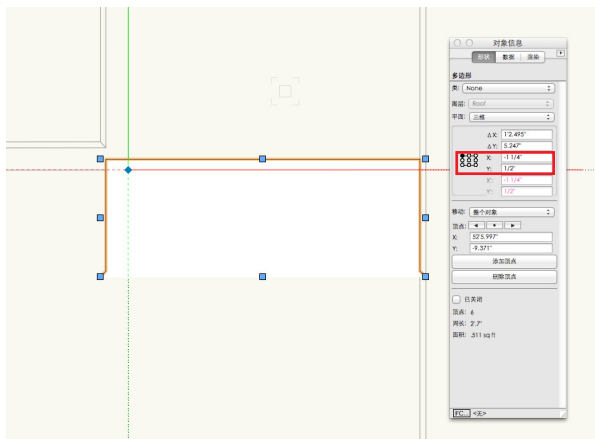 对象信息
形状 数据 渲染
多边形
类: None
图层: Roof
平面: 三维
ΔX: 1'2.495"
ΔY: 5.247"
X: -1 1/4"
Y: 1/2"
X': -1 1/4"
Y': 1/2"
移动: 整个对象
顶点:
X: 52'5.997"
Y: -9.371"
添加顶点
删除顶点
已关闭
顶点: 6
周长: 2'.7"
面积: .511 sq ft
FC... <无>